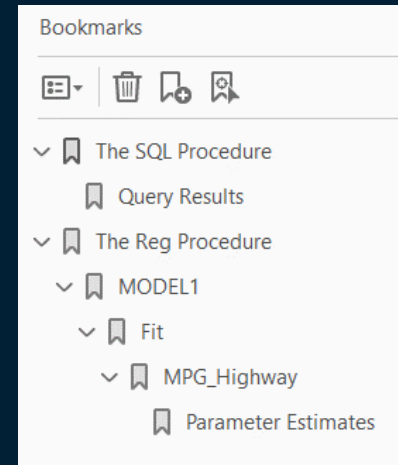 Bookmarks
The SQL Procedure
Query Results
The Reg Procedure
MODEL1
Fit
MPG_Highway
Parameter Estimates